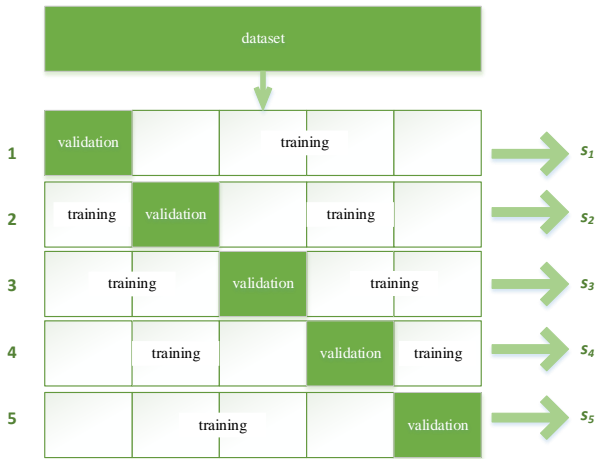 dataset
1 validation training s1
2 training validation training s2
3 training validation training s3
4 training validation training s4
5 training validation s5